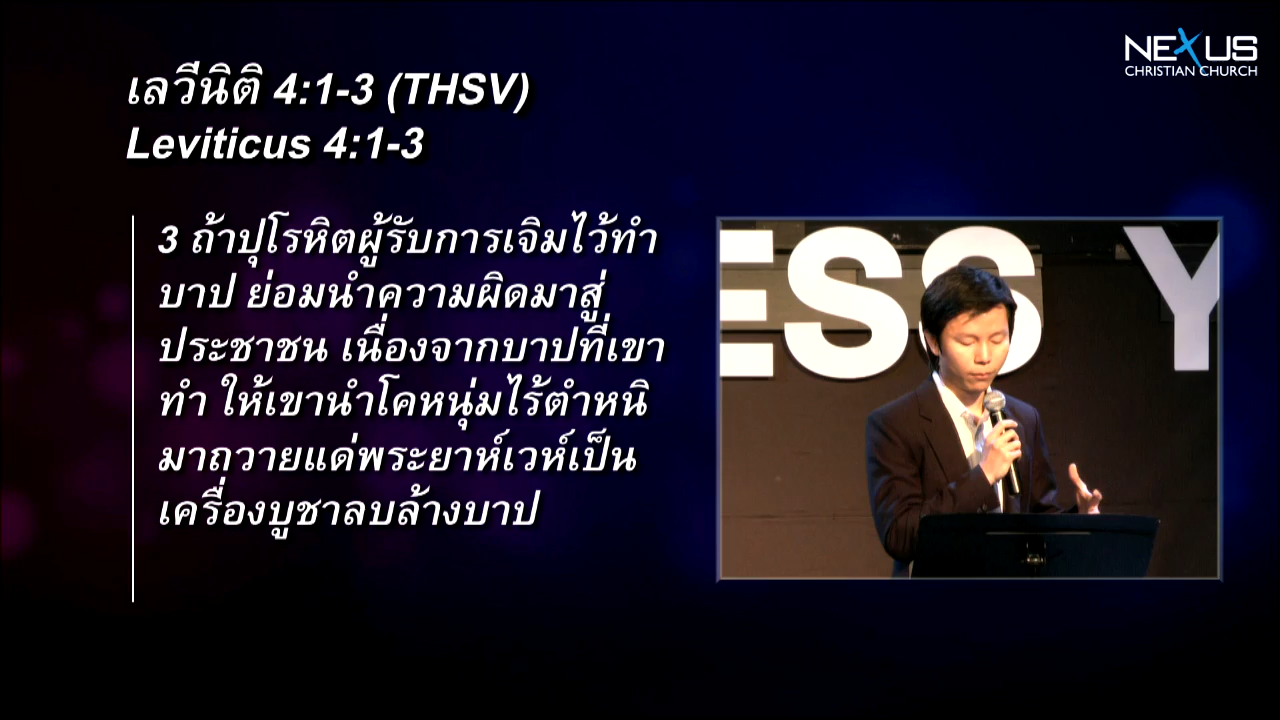 NEXUS
CHRISTIAN CHURCH
เลวีนิติ 4:1-3 (THSV)
Leviticus 4:1-3
3 ถ้าปุโรหิตผู้รับการเจิมไว้ทำ
บาป ย่อมนำความผิดมาสู่
ประชาชน เนื่องจากบาปที่เขา
ทำ ให้เขานำโคหนุ่มไร้ตำหนิ
มาถวายแด่พระยาห์เวห์เป็น
เครื่องบูชาลบล้างบาป
ESS Y